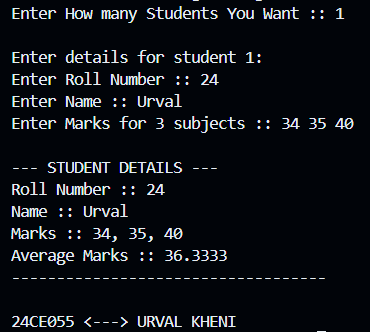 Enter How many Students You Want :: 1
Enter details for student 1:
Enter Roll Number :: 24
Enter Name :: Urval
Enter Marks for 3 subjects :: 34 35 40
--- STUDENT DETAILS ---
Roll Number :: 24
Name :: Urval
Marks :: 34, 35, 40
Average Marks :: 36.3333
-----------------------------------
24CE055 <---> URVAL KHENI